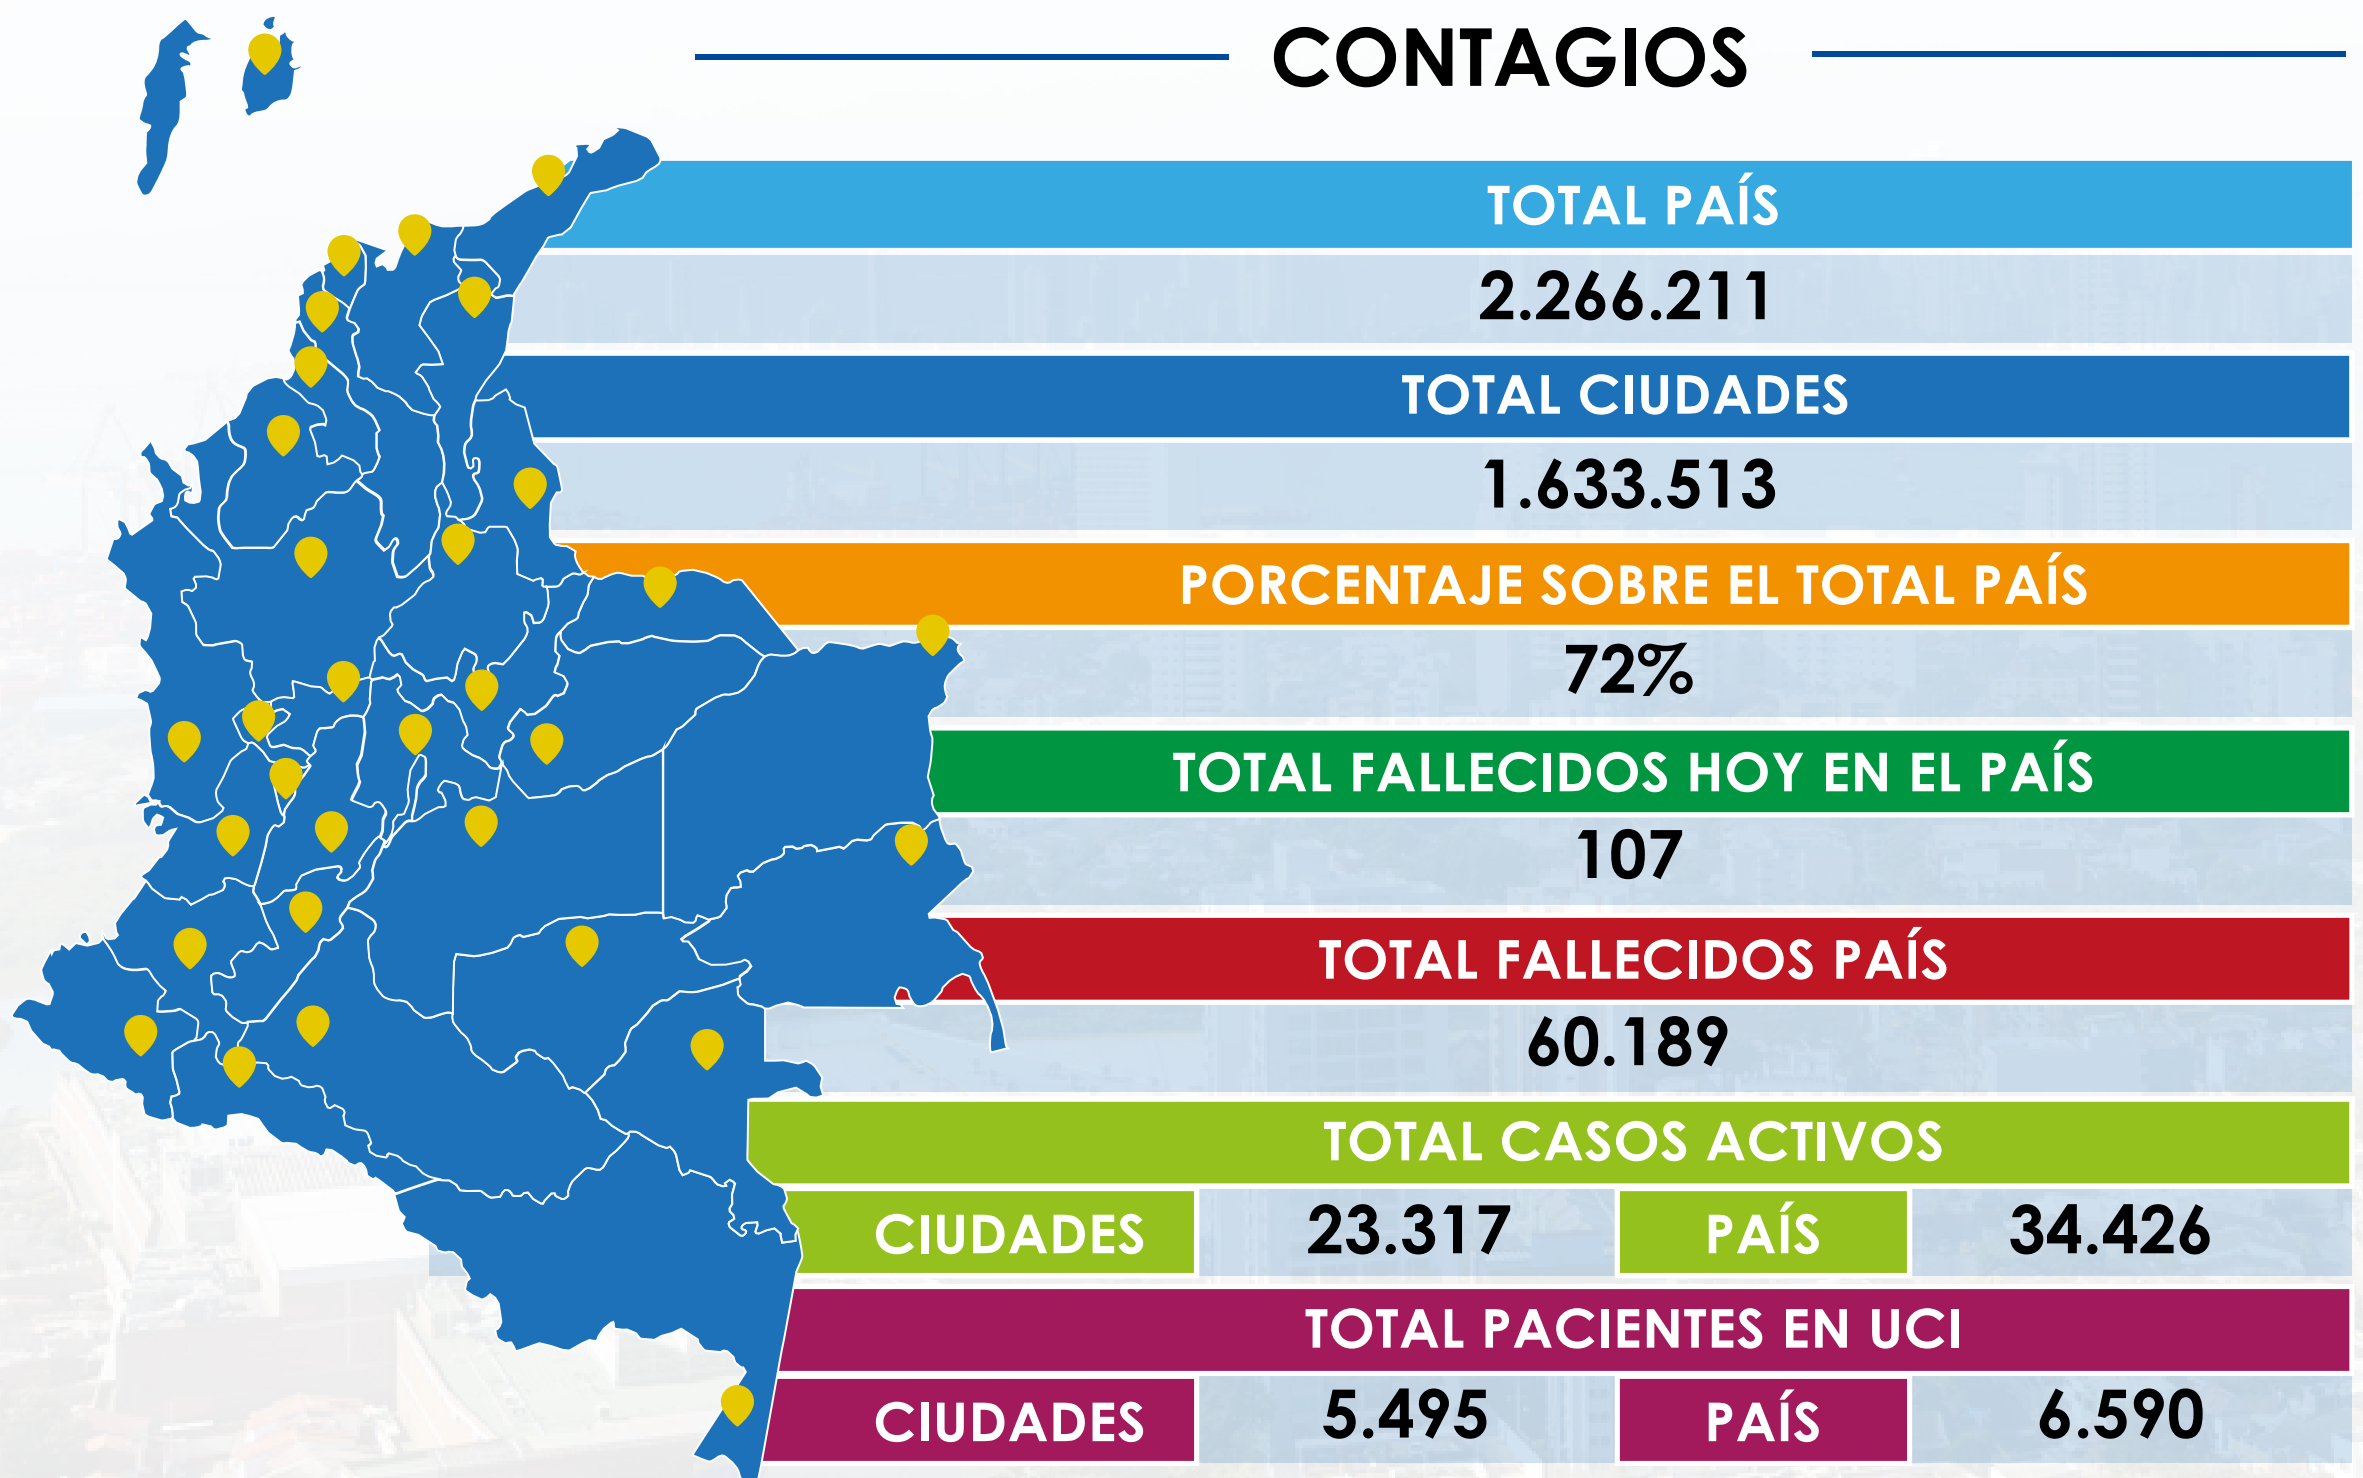 CONTAGIOS
TOTAL PAÍS
2.266.211
TOTAL CIUDADES
1.633.513
PORCENTAJE SOBRE EL TOTAL PAÍS
72%
TOTAL FALLECIDOS HOY EN EL PAÍS
107
TOTAL FALLECIDOS PAÍS
60.189
TOTAL CASOS ACTIVOS
CIUDADES 23.317 PAÍS 34.426
TOTAL PACIENTES EN UCI
CIUDADES 5.495 PAÍS 6.590